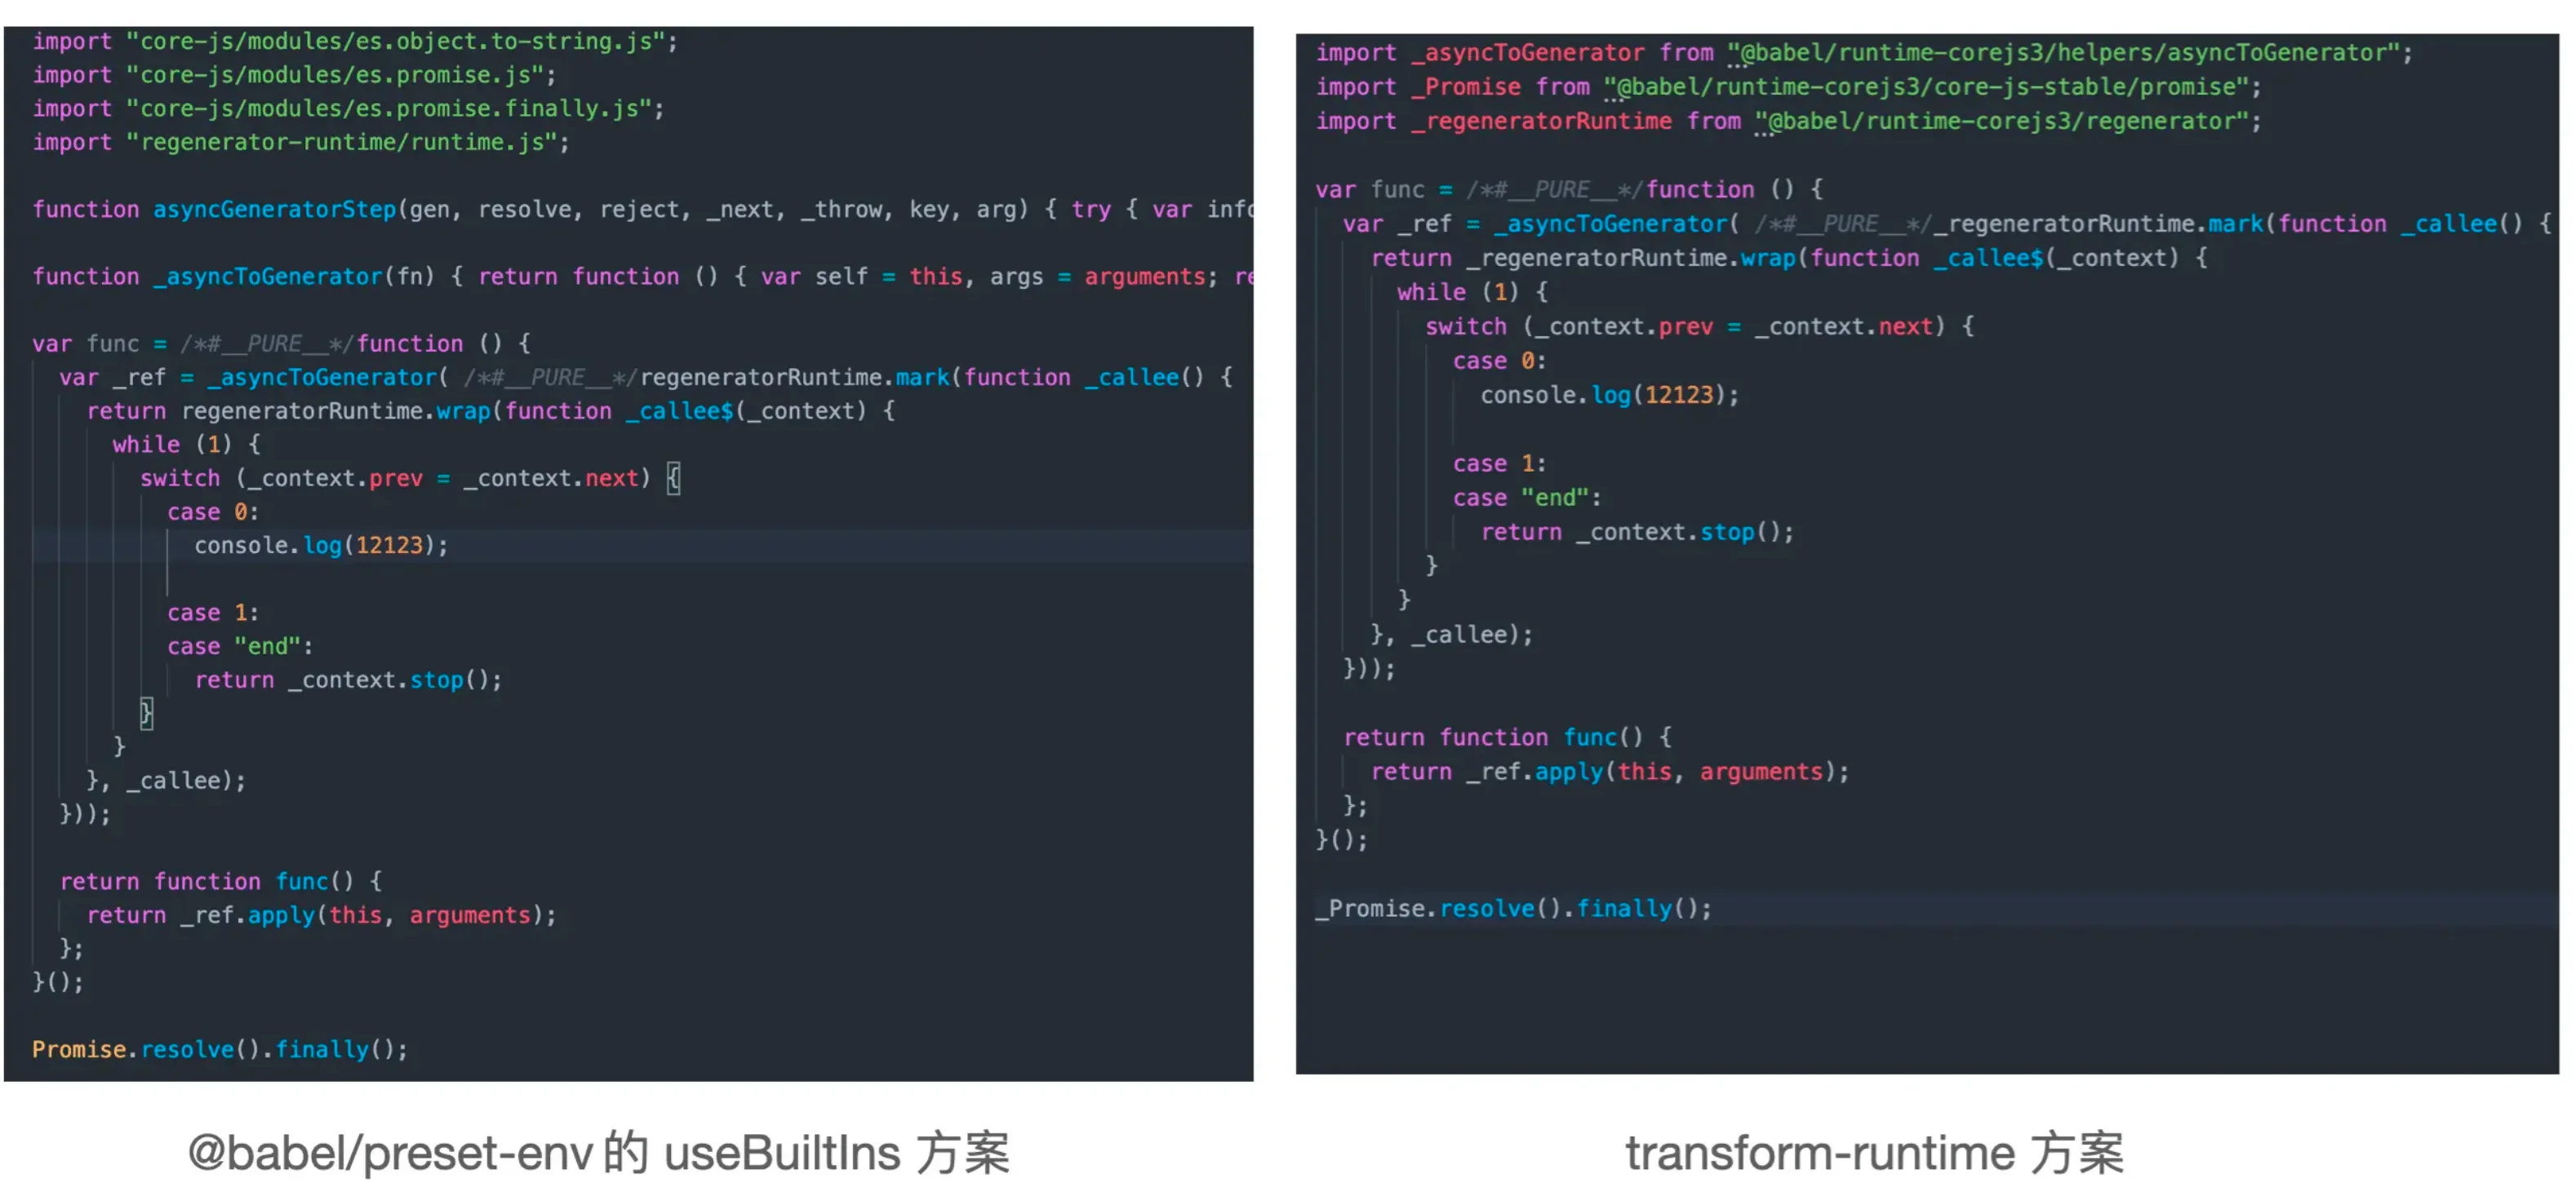 import "core-js/modules/es.object.to-string.js";
import "core-js/modules/es.promise.js";
import "core-js/modules/es.promise.finally.js";
import "regenerator-runtime/runtime.js";
function asyncGeneratorStep(gen, resolve, reject, _next, _throw, key, arg) { try { var info
function _asyncToGenerator(fn) { return function () { var self = this, args = arguments; re
var func = /*#__PURE__*/function () {
var _ref = _asyncToGenerator( /*#__PURE__*/regeneratorRuntime.mark(function _callee() {
return regeneratorRuntime.wrap(function _callee$(_context) {
while (1) {
switch (_context.prev = _context.next) {
case 0:
console.log(12123);
case 1:
case "end":
return _context.stop();
}
}
}, _callee);
}));
return function func() {
return _ref.apply(this, arguments);
};
}();
Promise.resolve().finally();
@babel/preset-env 的 useBuiltIns 方案
import _asyncToGenerator from "@babel/runtime-corejs3/helpers/asyncToGenerator";
import _Promise from "@babel/runtime-corejs3/core-js-stable/promise";
import _regeneratorRuntime from "@babel/runtime-corejs3/regenerator";
var func = /*#__PURE__*/function () {
var _ref = _asyncToGenerator( /*#__PURE__*/_regeneratorRuntime.mark(function _callee() {
return _regeneratorRuntime.wrap(function _callee$(_context) {
while (1) {
switch (_context.prev = _context.next) {
case 0:
console.log(12123);
case 1:
case "end":
return _context.stop();
}
}
}, _callee);
}));
return function func() {
return _ref.apply(this, arguments);
};
}();
_Promise.resolve().finally();
transform-runtime 方案